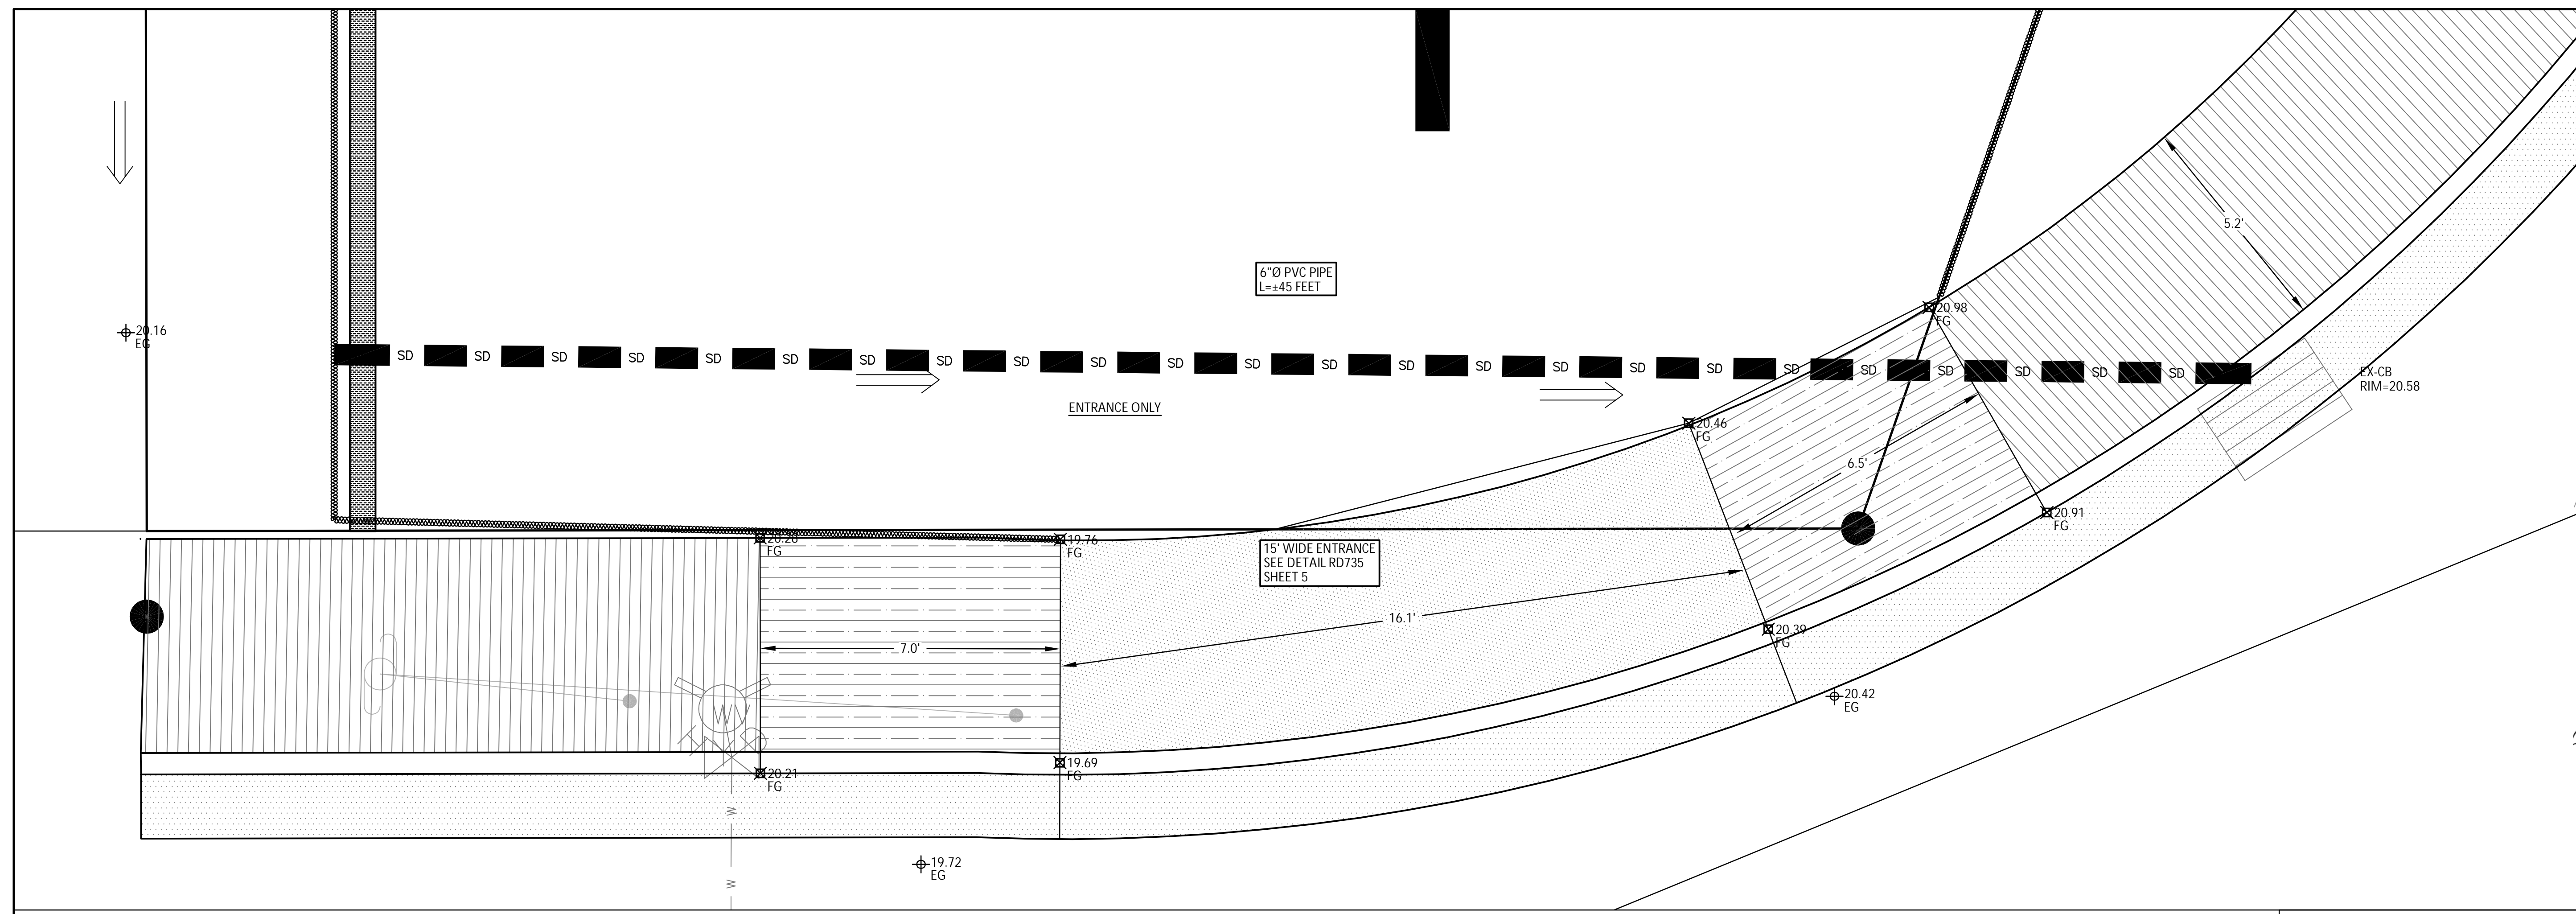 6"Ø PVC PIPE
L=±45 FEET
5.2'
20.98
FG
20.16
EG
SD SD SD SD SD SD SD SD SD SD SD SD SD SD SD SD SD SD SD SD SD SD SD SD
EX-CB
RIM=20.58
ENTRANCE ONLY
20.46
FG
6.5'
20.91
FG
20.28
FG
19.76
FG
15' WIDE ENTRANCE
SEE DETAIL RD735
SHEET 5
16.1'
20.39
FG
7.0'
20.42
EG
W
20.21
FG
19.69
FG
W
19.72
EG
W